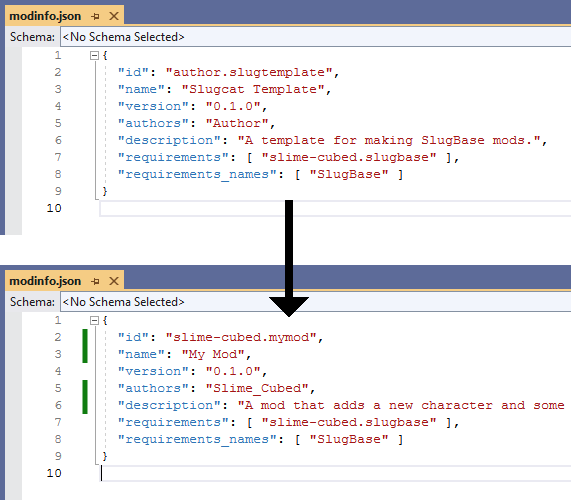 modinfo.json
Schema: <No Schema Selected>
1 {
2 "id": "author.slugtemplate",
3 "name": "Slugcat Template",
4 "version": "0.1.0",
5 "authors": "Author",
6 "description": "A template for making SlugBase mods.",
7 "requirements": [ "slime-cubed.slugbase" ],
8 "requirements_names": [ "SlugBase" ]
9 }
10
modinfo.json
Schema: <No Schema Selected>
1 {
2 "id": "slime-cubed.mymod",
3 "name": "My Mod",
4 "version": "0.1.0",
5 "authors": "Slime_Cubed",
6 "description": "A mod that adds a new character and some
7 "requirements": [ "slime-cubed.slugbase" ],
8 "requirements_names": [ "SlugBase" ]
9 }
10